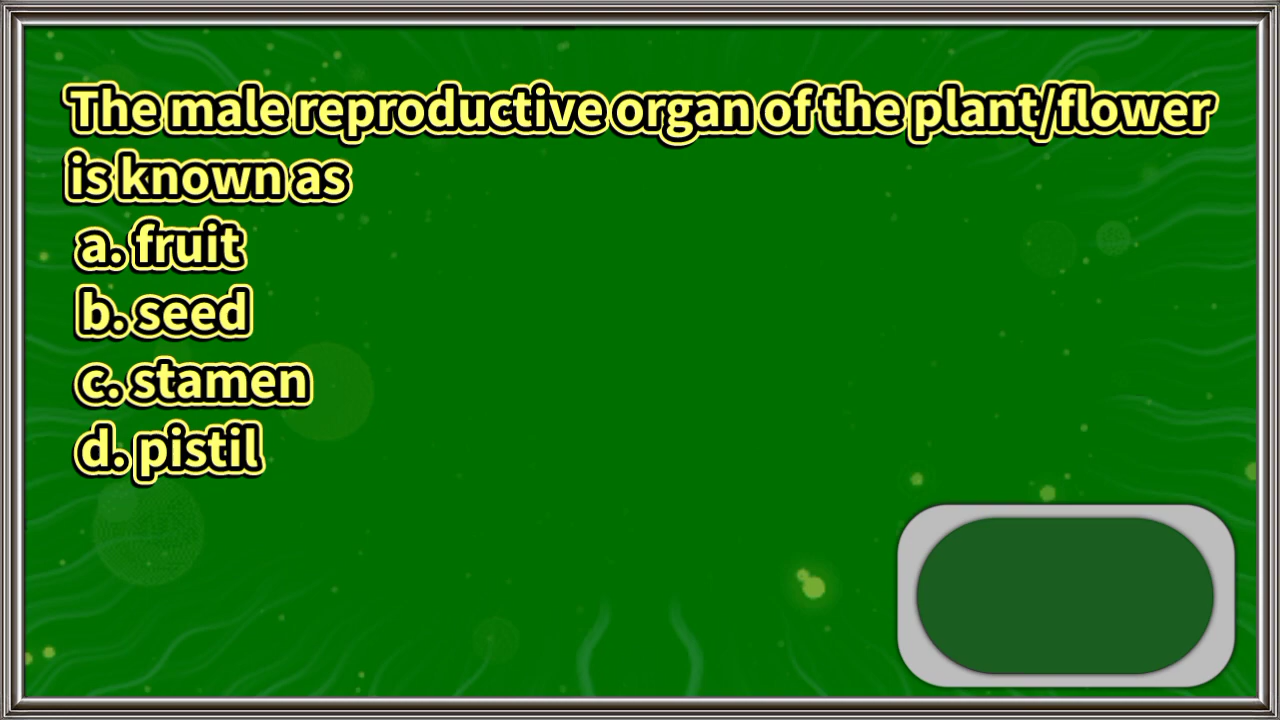 The male reproductive organ of the plant/flower
is known as
a. fruit
b. seed
c. stamen
d. pistil